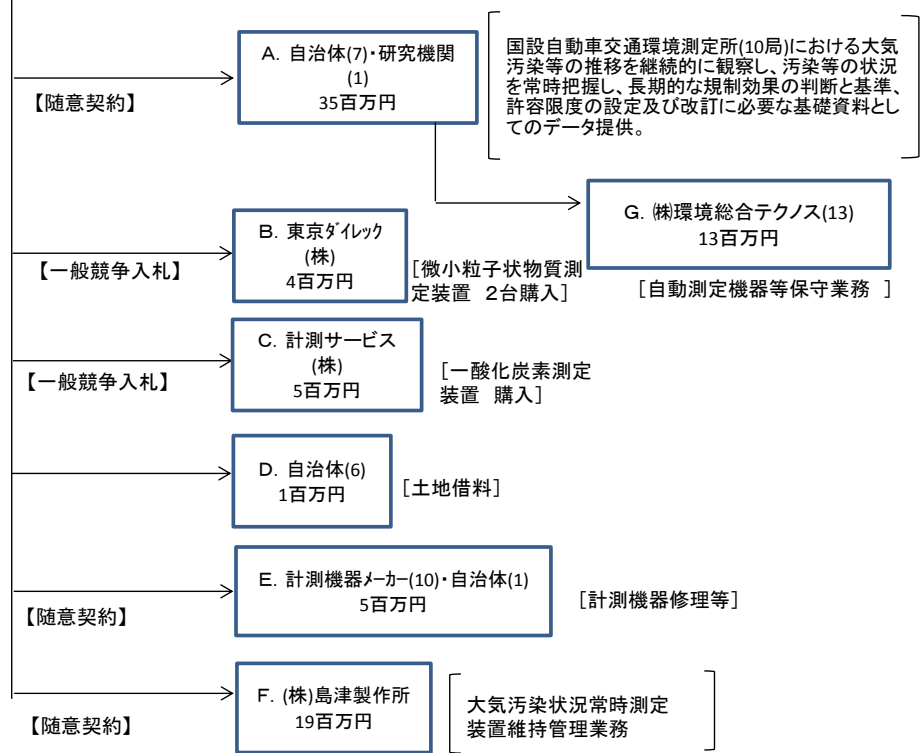 A. 自治体(7)・研究機関
(1)
35百万円
【随意契約】
国設自動車交通環境測定所(10局)における大気
汚染等の推移を継続的に観察し、汚染等の状況
を常時把握し、長期的な規制効果の判断と基準、
許容限度の設定及び改訂に必要な基礎資料とし
てのデータ提供。
G. ㈱環境総合テクノス(13)
13百万円
[自動測定機器等保守業務 ]
B. 東京ダイレック
(株)
4百万円
【一般競争入札】
[微小粒子状物質測
定装置 2台購入]
C. 計測サービス
(株)
5百万円
【一般競争入札】
[一酸化炭素測定
装置 購入]
D. 自治体(6)
1百万円
[土地借料]
E. 計測機器メーカー(10)・自治体(1)
5百万円
【随意契約】
[計測機器修理等]
F. (株)島津製作所
19百万円
【随意契約】
大気汚染状況常時測定
装置維持管理業務